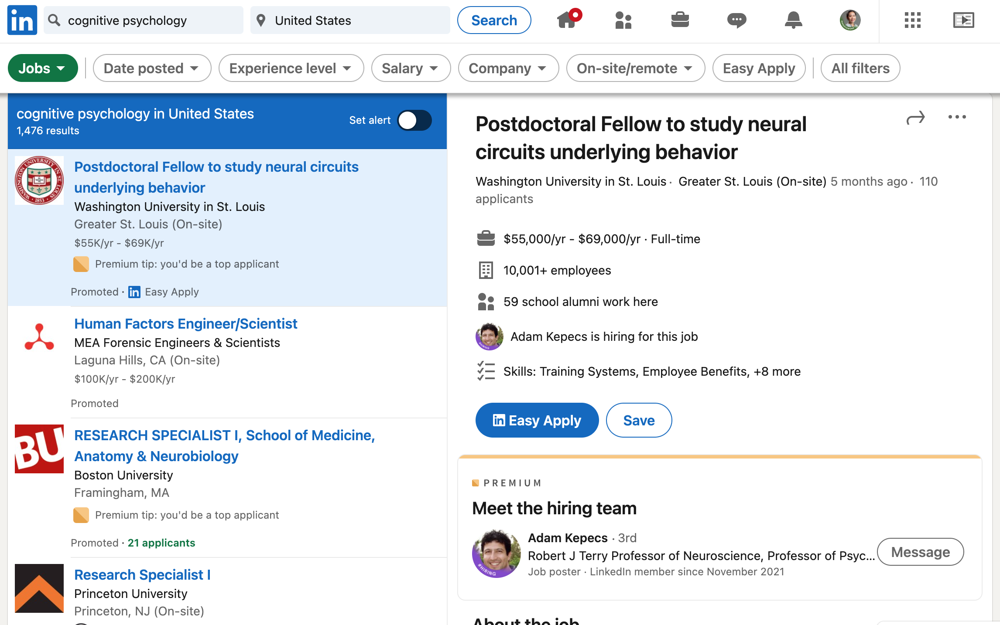 in
cognitive psychology
United States
Search
Jobs
Date posted
Experience level
Salary
Company
On-site/remote
Easy Apply
All filters
cognitive psychology in United States
1,476 results
Set alert
WASHINGTON UNIVERSITY IN ST. LOUIS
1853
Postdoctoral Fellow to study neural circuits
underlying behavior
Washington University in St. Louis
Greater St. Louis (On-site)
$55K/yr - $69K/yr
Premium tip: you'd be a top applicant
Promoted · in Easy Apply
Human Factors Engineer/Scientist
MEA Forensic Engineers & Scientists
Laguna Hills, CA (On-site)
$100K/yr - $200K/yr
Promoted
BU
RESEARCH SPECIALIST I, School of Medicine,
Anatomy & Neurobiology
Boston University
Framingham, MA
Premium tip: you'd be a top applicant
Promoted · 21 applicants
Research Specialist I
Princeton University
Princeton, NJ (On-site)
Postdoctoral Fellow to study neural
circuits underlying behavior
Washington University in St. Louis · Greater St. Louis (On-site) 5 months ago · 110
applicants
$55,000/yr - $69,000/yr · Full-time
10,001+ employees
59 school alumni work here
#HIRING
Adam Kepecs is hiring for this job
Skills: Training Systems, Employee Benefits, +8 more
in Easy Apply
Save
PREMIUM
Meet the hiring team
#HIRING
Adam Kepecs · 3rd
Robert J Terry Professor of Neuroscience, Professor of Psyc...
Job poster · LinkedIn member since November 2021
Message
About the job